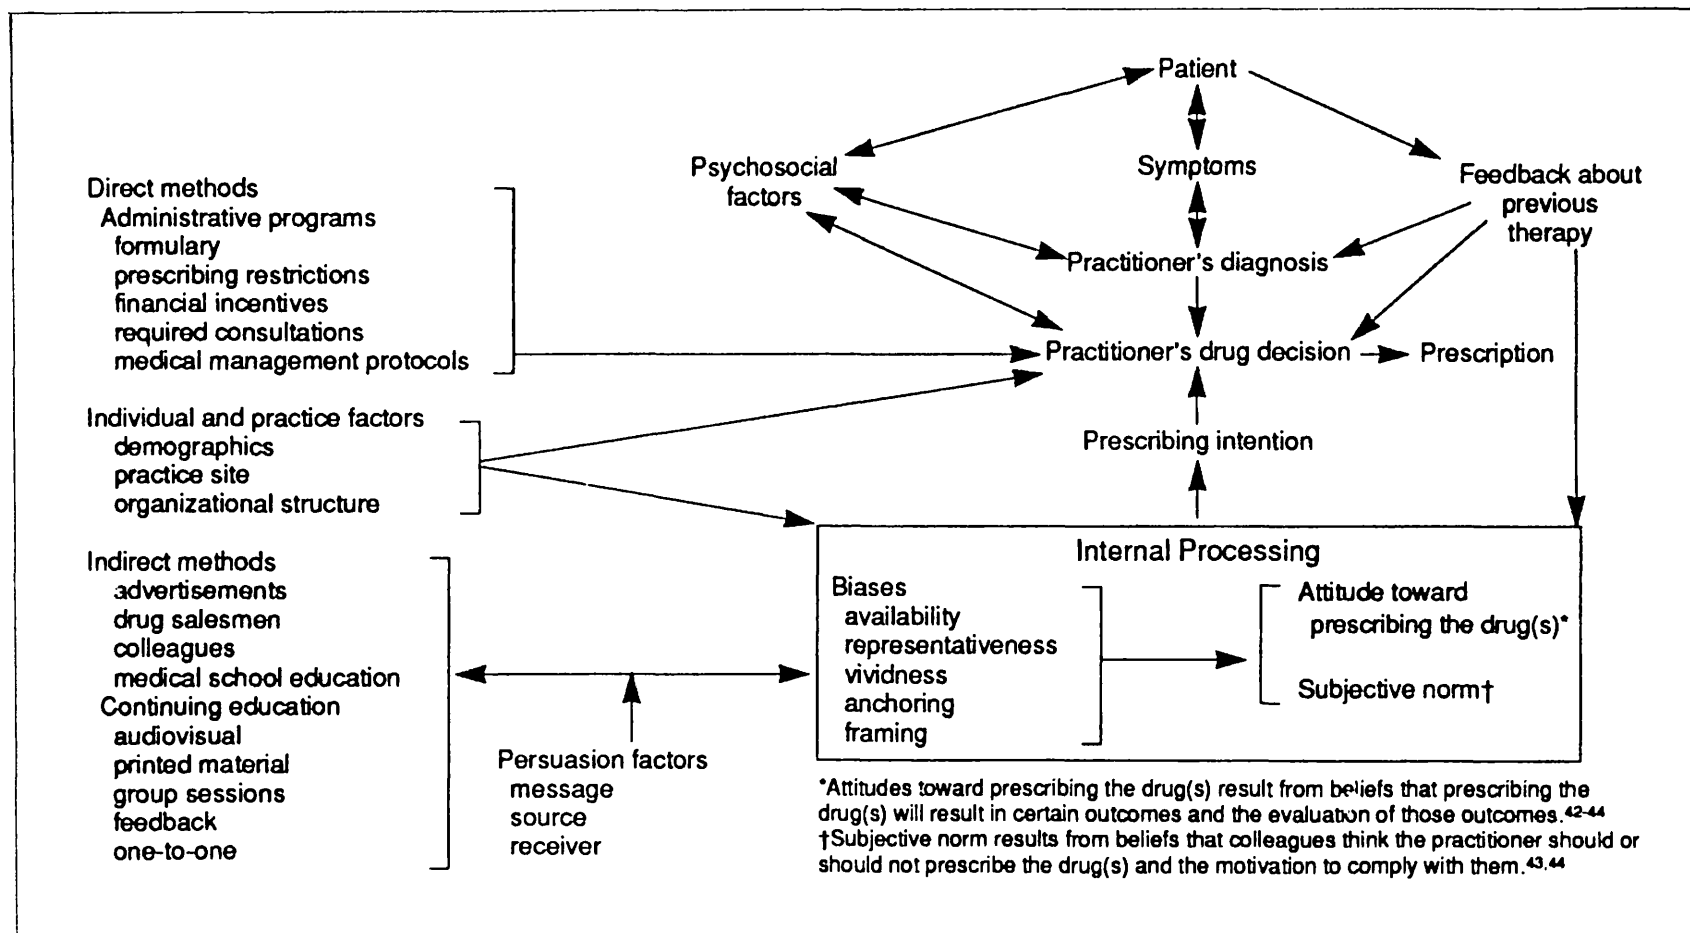 Patient
Psychosocial
factors
Symptoms
Feedback about
previous
therapy
Practitioner's diagnosis
Practitioner's drug decision
Prescription
Prescribing intention
Direct methods
Administrative programs
formulary
prescribing restrictions
financial incentives
required consultations
medical management protocols
Individual and practice factors
demographics
practice site
organizational structure
Indirect methods
advertisements
drug salesmen
colleagues
medical school education
Continuing education
audiovisual
printed material
group sessions
feedback
one-to-one
Persuasion factors
message
source
receiver
Internal Processing
Biases
availability
representativeness
vividness
anchoring
framing
Attitude toward
prescribing the drug(s)*
Subjective norm†
*Attitudes toward prescribing the drug(s) result from beliefs that prescribing the
drug(s) will result in certain outcomes and the evaluation of those outcomes.42-44
†Subjective norm results from beliefs that colleagues think the practitioner should or
should not prescribe the drug(s) and the motivation to comply with them.43,44